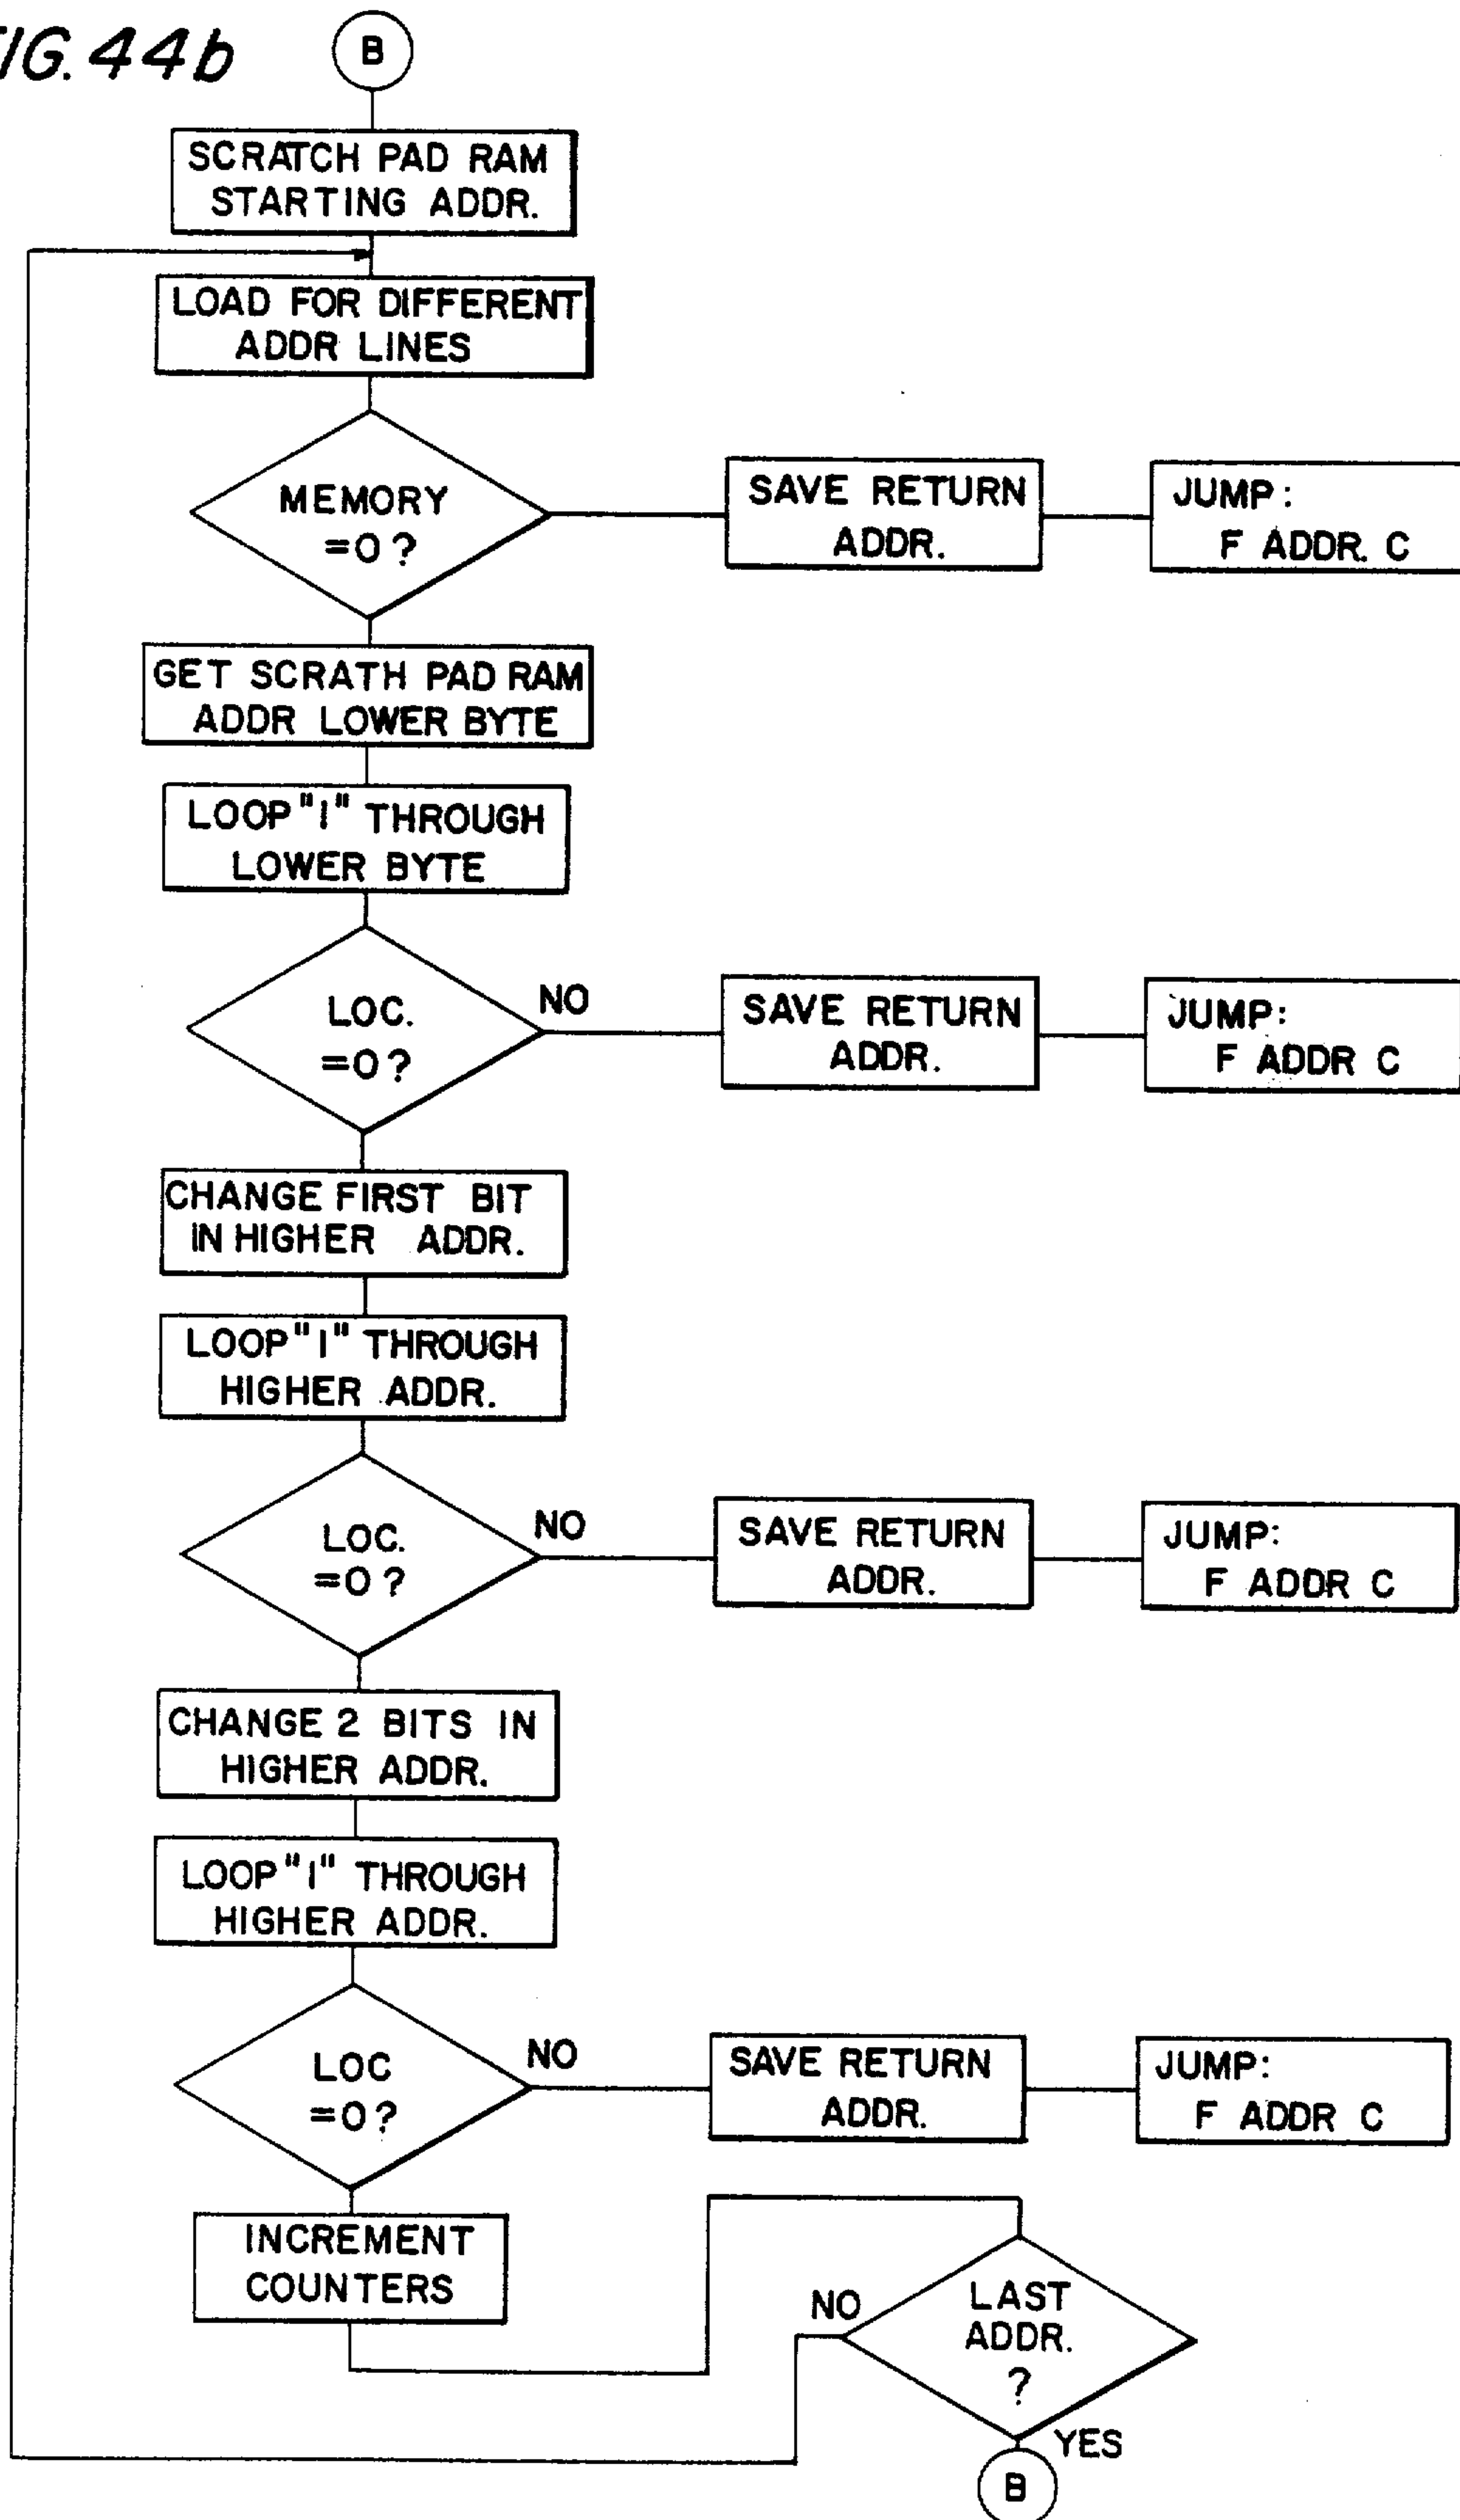 FIG. 44b
B
SCRATCH PAD RAM
STARTING ADDR.
LOAD FOR DIFFERENT
ADDR LINES
MEMORY
=0?
SAVE RETURN
ADDR.
JUMP:
F ADDR. C
GET SCRATH PAD RAM
ADDR LOWER BYTE
LOOP "1" THROUGH
LOWER BYTE
LOC.
=0?
NO
SAVE RETURN
ADDR.
JUMP:
F ADDR C
CHANGE FIRST BIT
IN HIGHER ADDR.
LOOP "1" THROUGH
HIGHER ADDR.
LOC.
=0?
NO
SAVE RETURN
ADDR.
JUMP:
F ADDR C
CHANGE 2 BITS IN
HIGHER ADDR.
LOOP "1" THROUGH
HIGHER ADDR.
LOC
=0?
NO
SAVE RETURN
ADDR.
JUMP:
F ADDR C
INCREMENT
COUNTERS
NO
LAST
ADDR.
?
YES
B